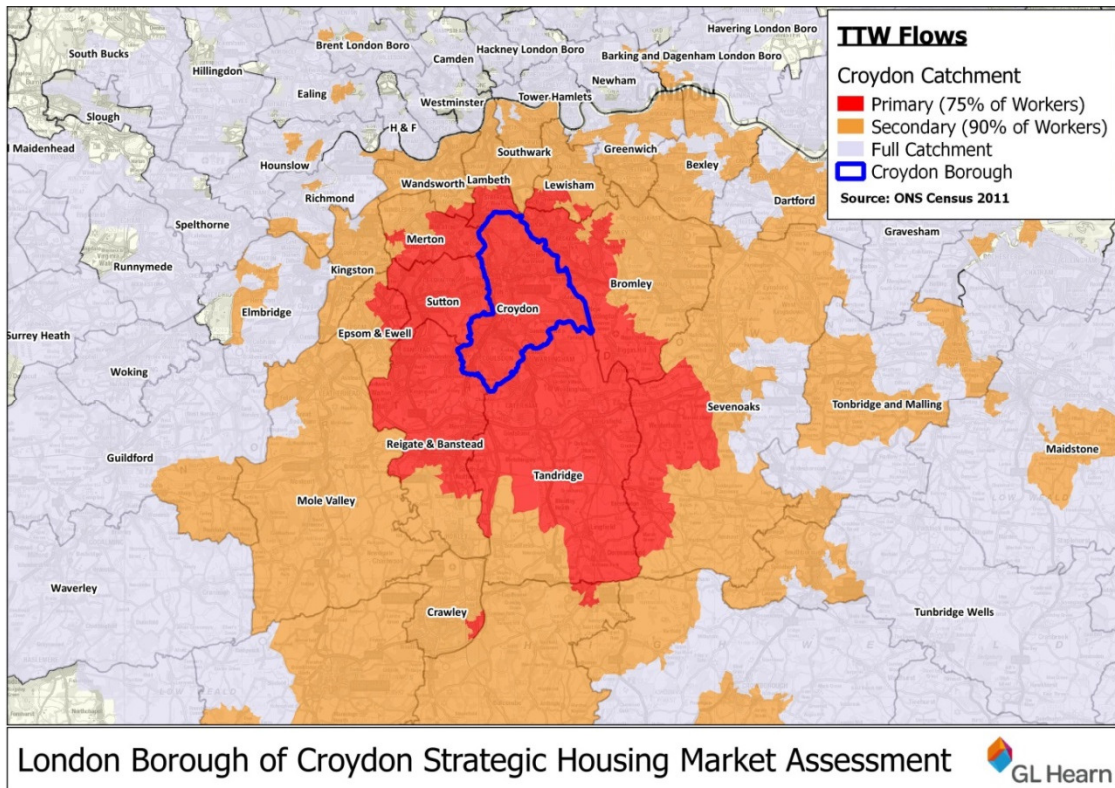 TTW Flows
Croydon Catchment
Primary (75% of Workers)
Secondary (90% of Workers)
Full Catchment
Croydon Borough
Source: ONS Census 2011
South Bucks
Hillingdon
Brent London Boro
Camden
Hackney London Boro
Havering London Boro
Barking and Dagenham London Boro
Newham
Ealing
Westminster
Tower Hamlets
Slough
Maidenhead
H & F
Hounslow
Southwark
Greenwich
Bexley
Wandsworth
Lambeth
Lewisham
Richmond
Dartford
Spelthorne
Gravesham
Merton
Runnymede
Kingston
Bromley
Elmbridge
Sutton
Croydon
Surrey Heath
Epsom & Ewell
Woking
Sevenoaks
Tonbridge and Malling
Guildford
Reigate & Banstead
Maidstone
Tandridge
Mole Valley
Waverley
Crawley
Tunbridge Wells
London Borough of Croydon Strategic Housing Market Assessment
GL Hearn